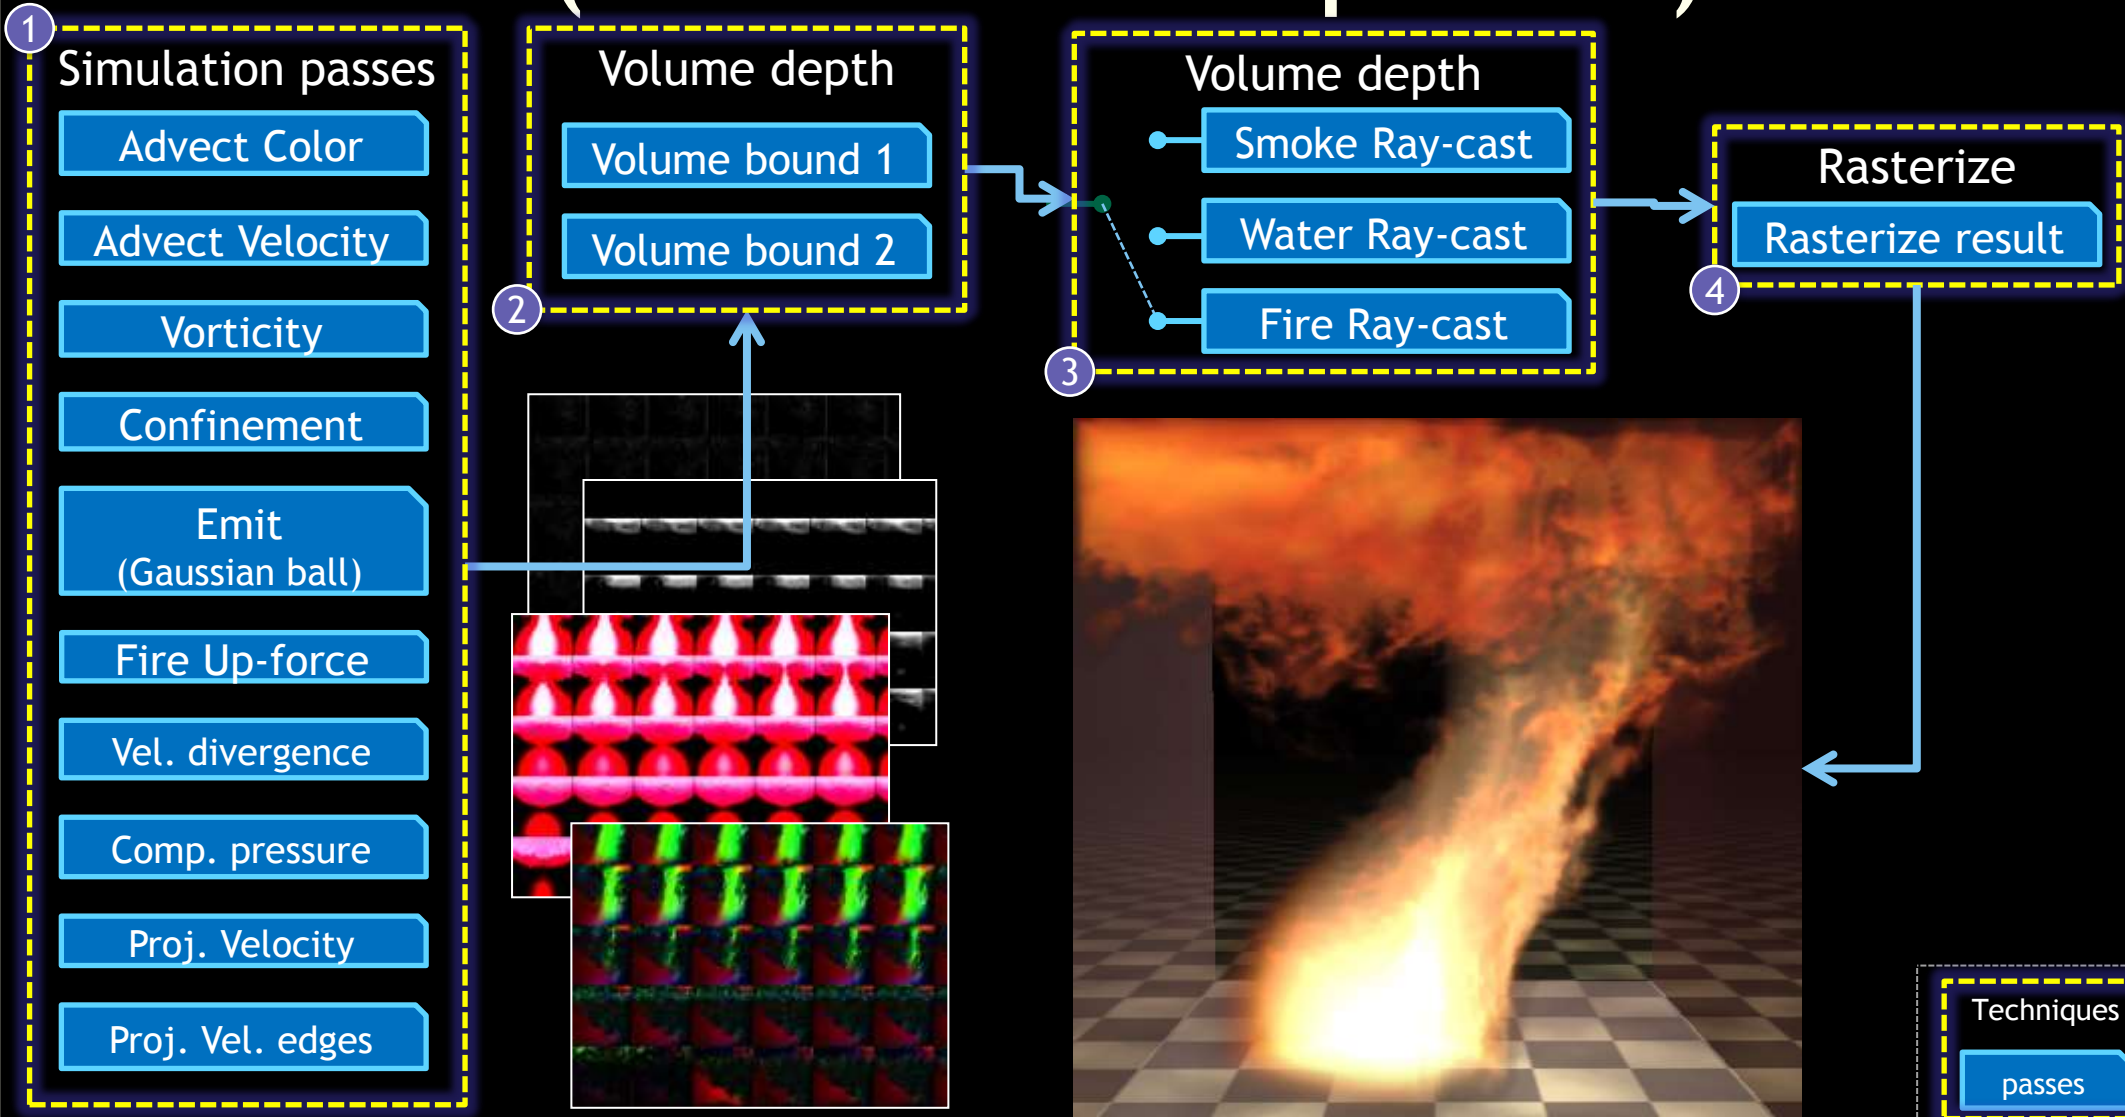 1
Simulation passes
Advect Color
Advect Velocity
Vorticity
Confinement
Emit
(Gaussian ball)
Fire Up-force
Vel. divergence
Comp. pressure
Proj. Velocity
Proj. Vel. edges
2
Volume depth
Volume bound 1
Volume bound 2
3
Volume depth
Smoke Ray-cast
Water Ray-cast
Fire Ray-cast
4
Rasterize
Rasterize result
Techniques
passes